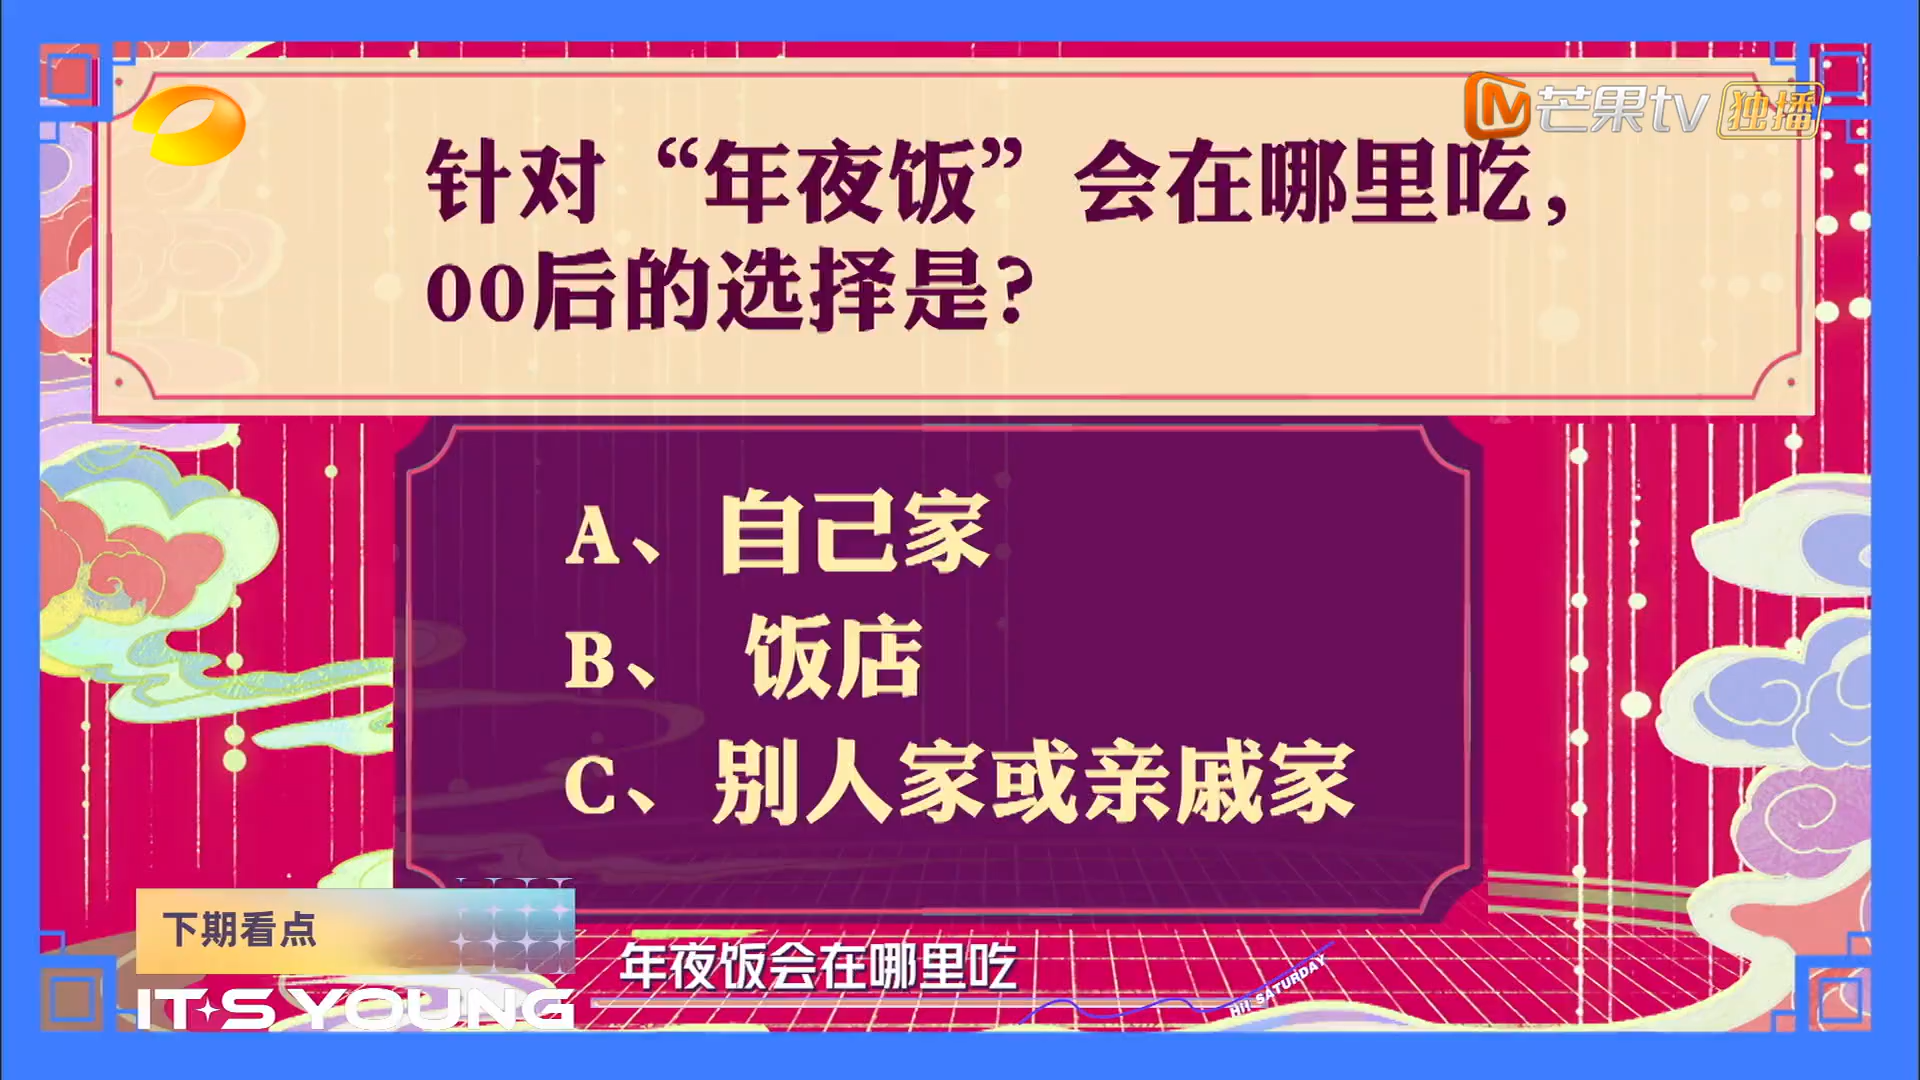 芒果tv 独播
针对“年夜饭”会在哪里吃，
00后的选择是？
A、自己家
B、 饭店
C、别人家或亲戚家
下期看点
年夜饭会在哪里吃
IT'S YOUNG
HI! SATURDAY